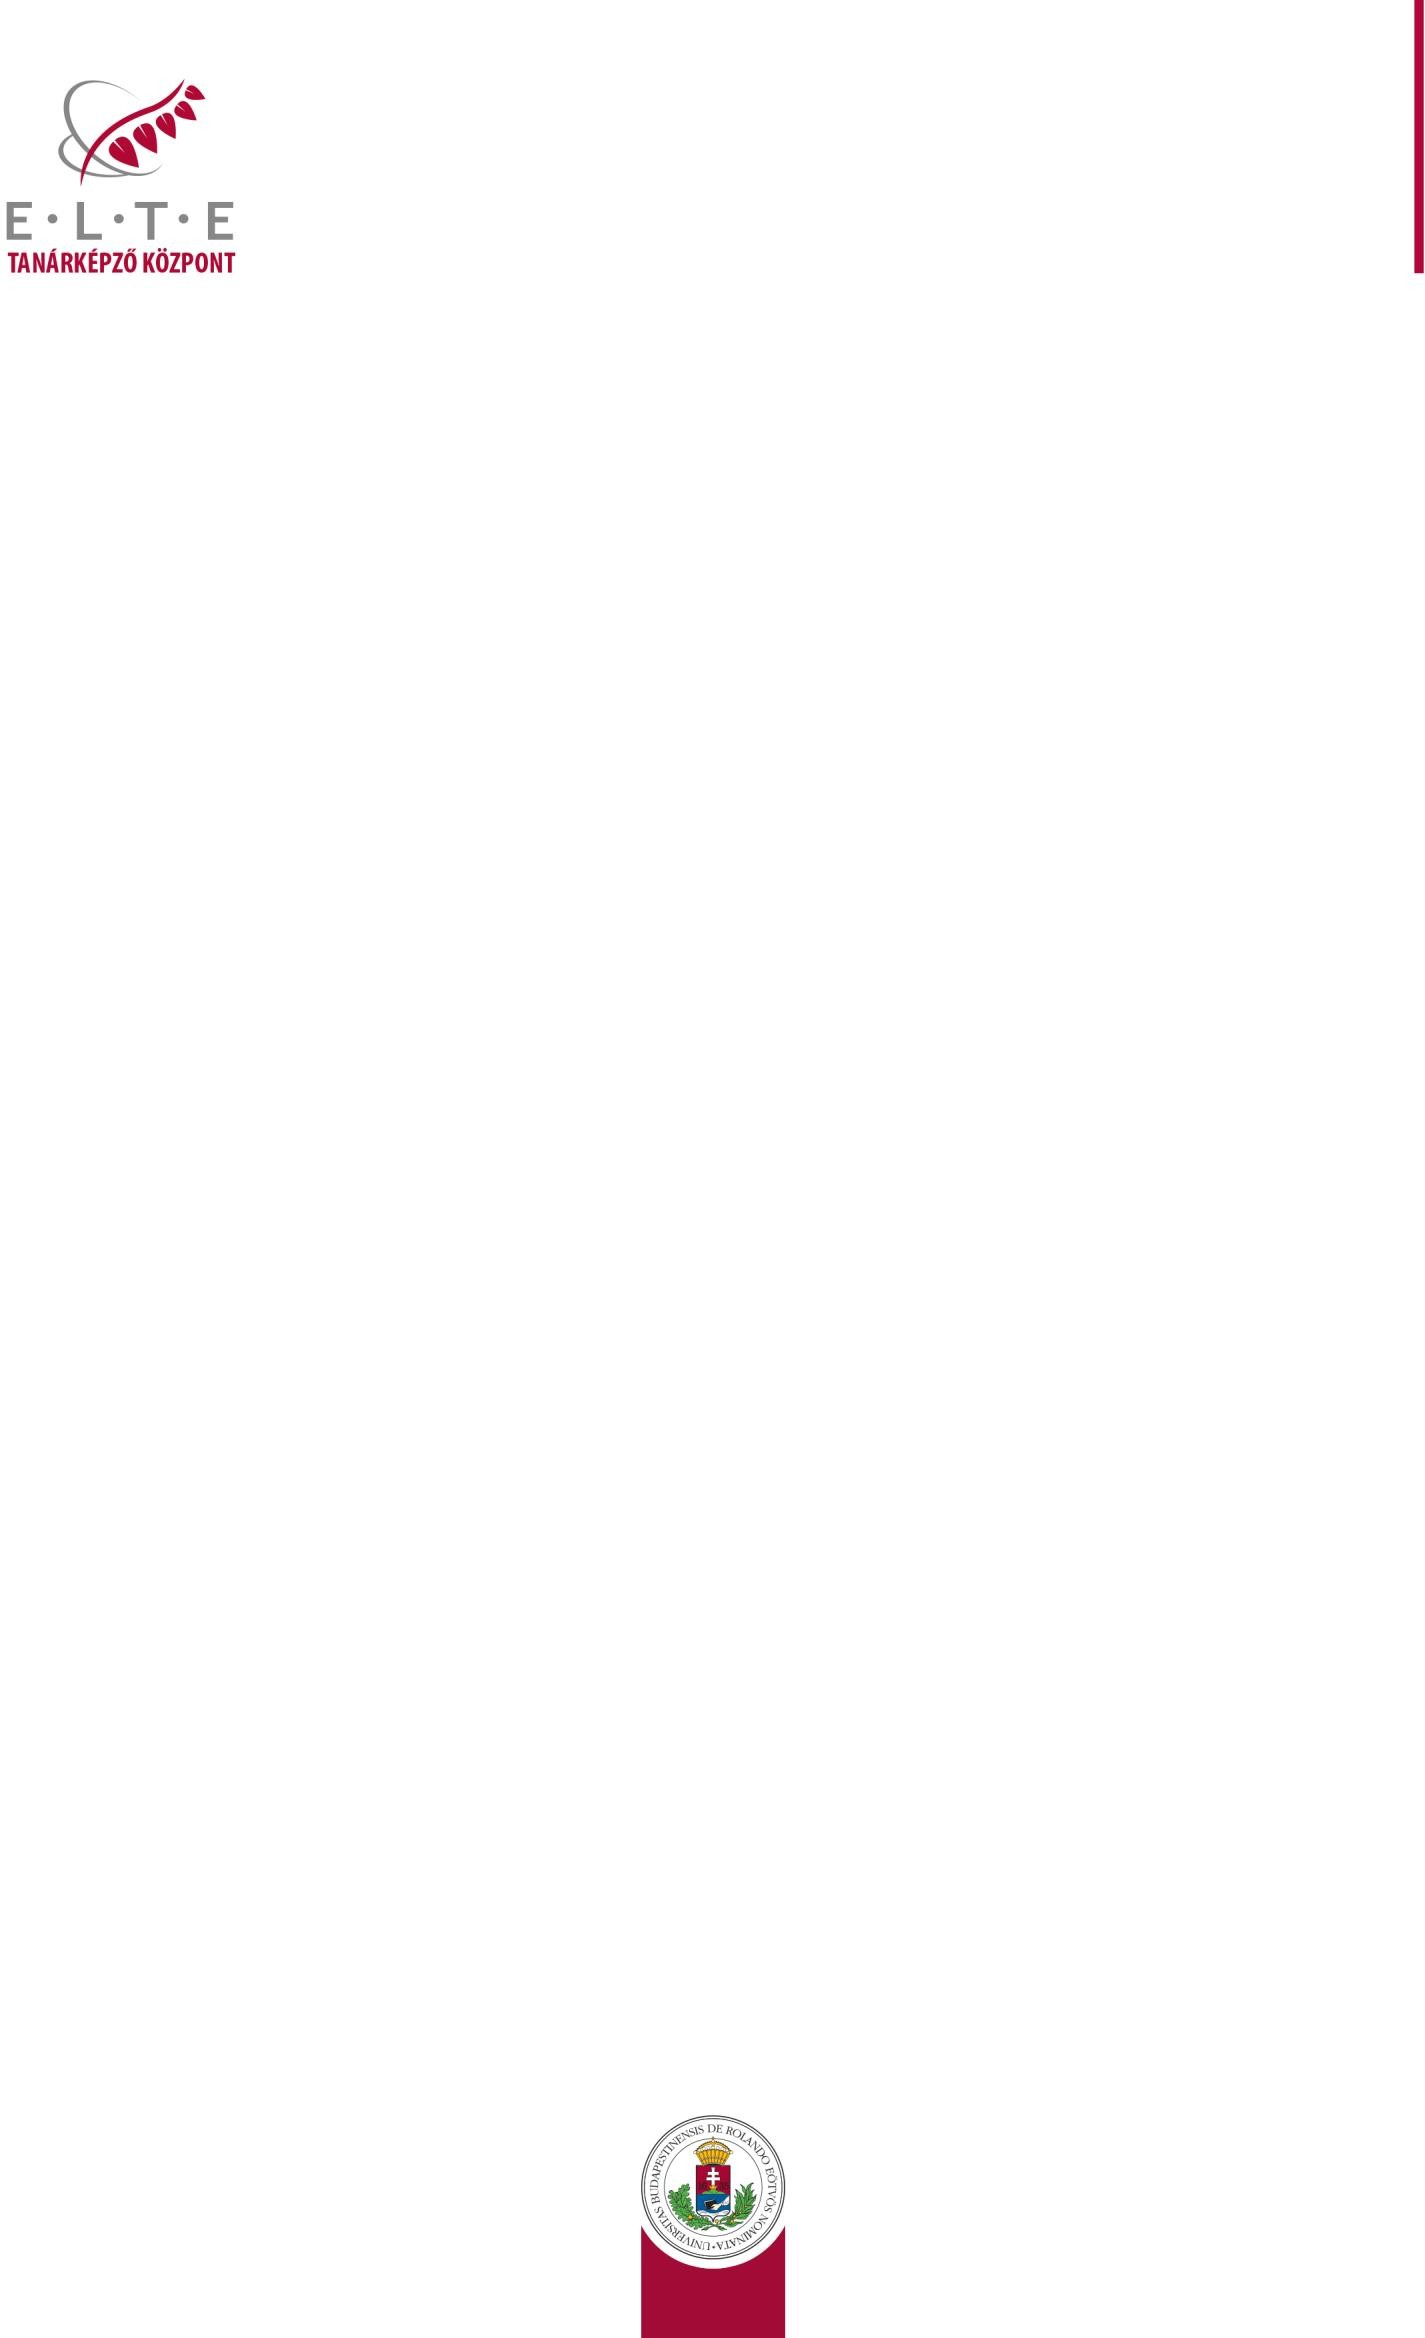 E·L·T·E
TANÁRKÉPZŐ KÖZPONT
UNIVERSITAS BUDAPESTINENSIS DE ROLANDO EÖTVÖS NOMINATA